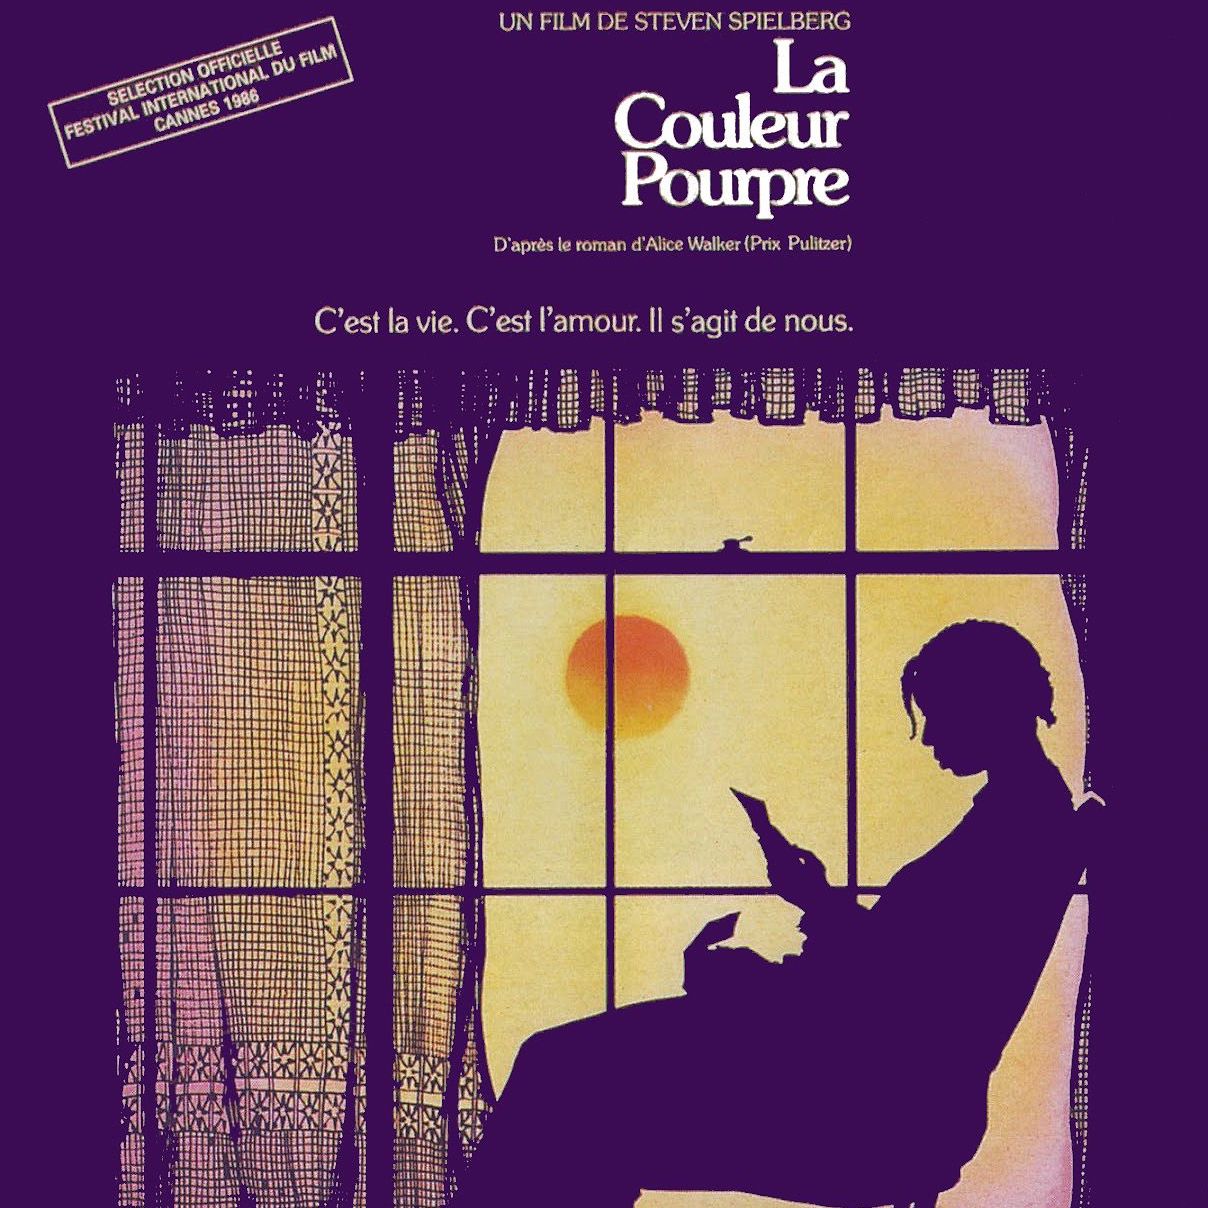 SELECTION OFFICIELLE
FESTIVAL INTERNATIONAL DU FILM
CANNES 1986
UN FILM DE STEVEN SPIELBERG
La
Couleur
Pourpre
D'après le roman d'Alice Walker (Prix Pulitzer)
C'est la vie. C'est l'amour. Il s'agit de nous.